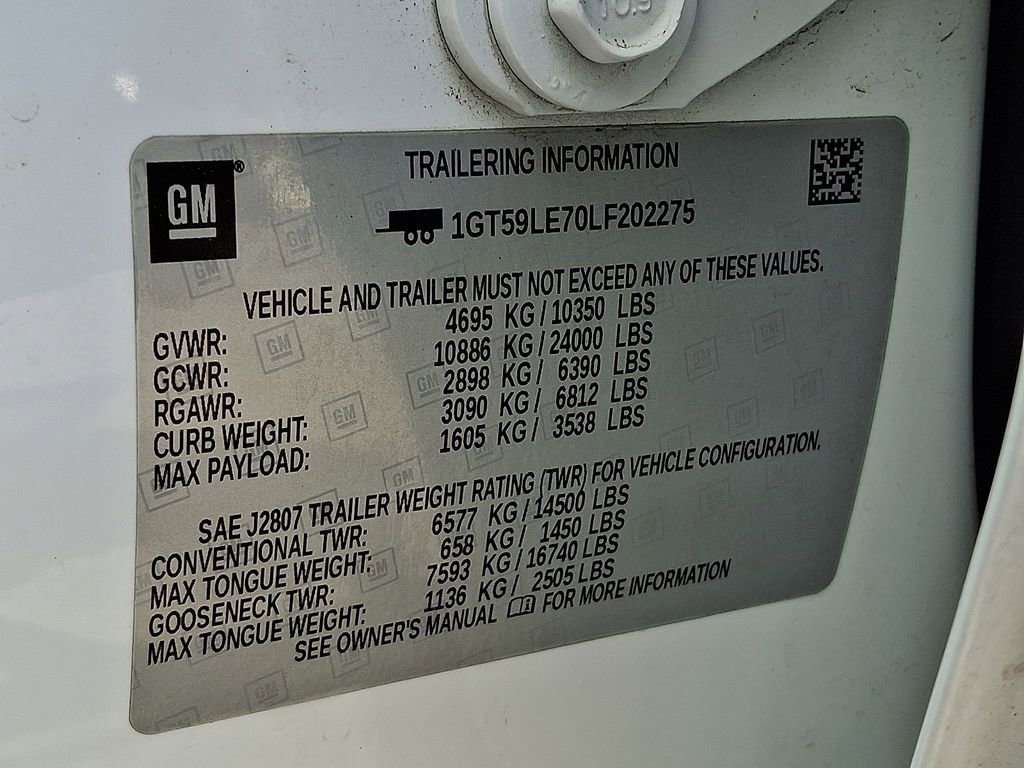 10.9
GM ®
TRAILERING INFORMATION
1GT59LE70LF202275
VEHICLE AND TRAILER MUST NOT EXCEED ANY OF THESE VALUES.
GVWR: 4695 KG / 10350 LBS
GCWR: 10886 KG / 24000 LBS
RGAWR: 2898 KG / 6390 LBS
CURB WEIGHT: 3090 KG / 6812 LBS
MAX PAYLOAD: 1605 KG / 3538 LBS
SAE J2807 TRAILER WEIGHT RATING (TWR) FOR VEHICLE CONFIGURATION.
CONVENTIONAL TWR: 6577 KG / 14500 LBS
MAX TONGUE WEIGHT: 658 KG / 1450 LBS
GOOSENECK TWR: 7593 KG / 16740 LBS
MAX TONGUE WEIGHT: 1136 KG / 2505 LBS
SEE OWNER'S MANUAL FOR MORE INFORMATION